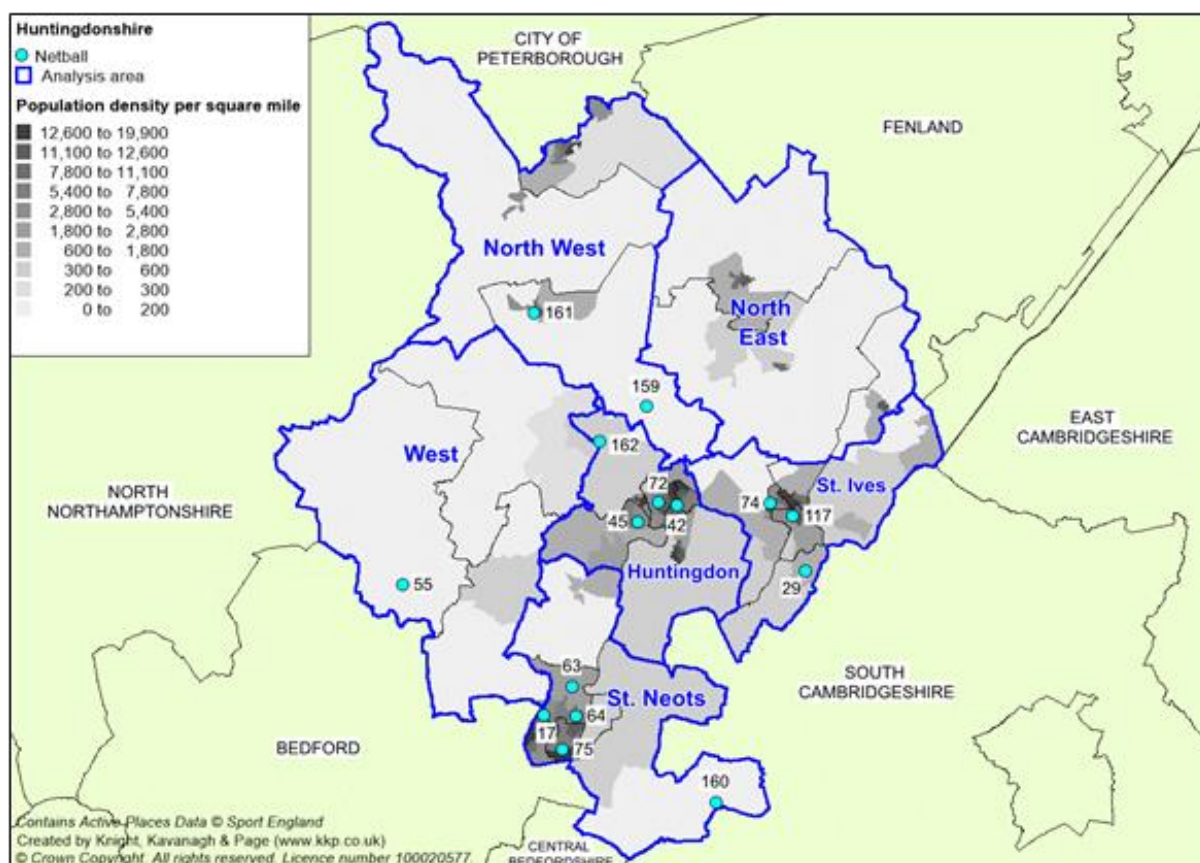 Huntingdonshire
Netball
Analysis area
Population density per square mile
12,600 to 19,900
11,100 to 12,600
7,800 to 11,100
5,400 to 7,800
2,800 to 5,400
1,800 to 2,800
600 to 1,800
300 to 600
200 to 300
0 to 200
CITY OF
PETERBOROUGH
FENLAND
North West
161
North
East
159
EAST
CAMBRIDGESHIRE
162
West
NORTH
NORTHAMPTONSHIRE
St. Ives
72
74
117
45
42
Huntingdon
29
55
63
SOUTH
CAMBRIDGESHIRE
St. Neots
64
17
75
BEDFORD
160
Contains Active Places Data © Sport England
Created by Knight, Kavanagh & Page (www.kkp.co.uk)
© Crown Copyright. All rights reserved. Licence number 100020577.
CENTRAL
BEDFORDSHIRE